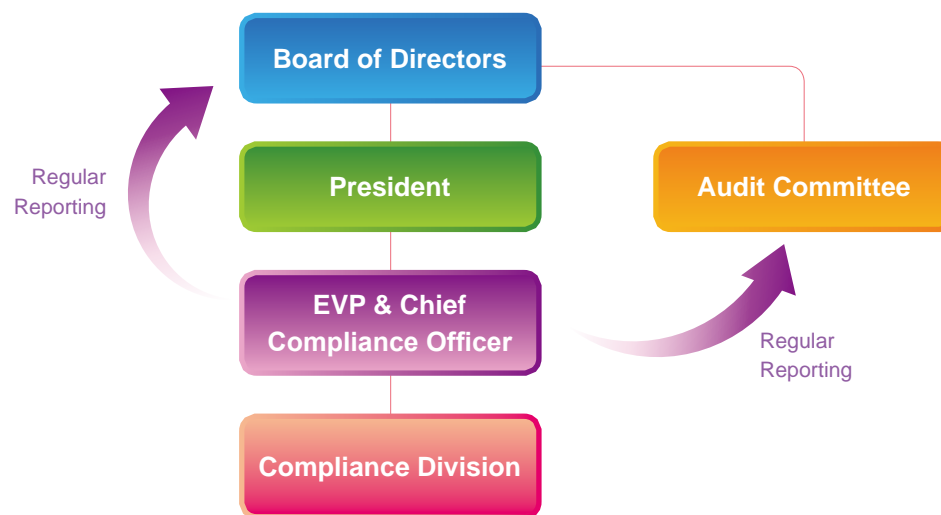 Board of Directors
Regular
Reporting
President
Audit Committee
EVP & Chief
Compliance Officer
Regular
Reporting
Compliance Division